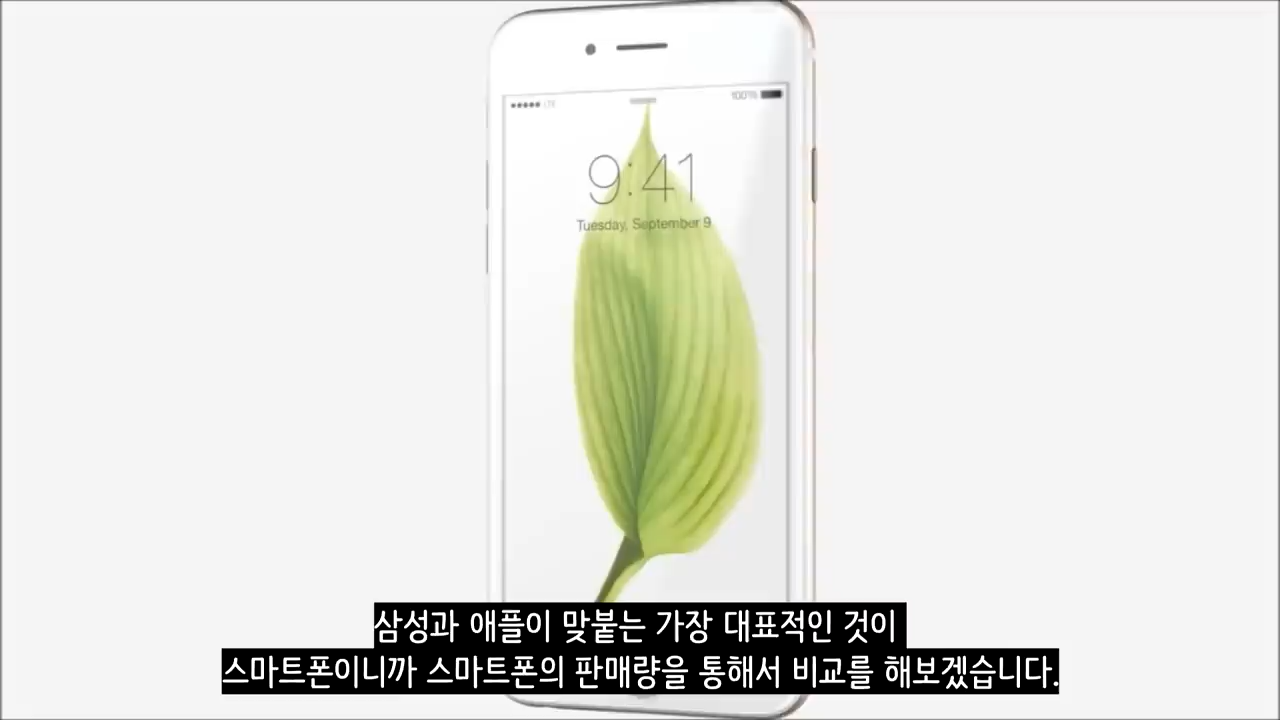 LTE
100%
9:41
Tuesday, September 9
삼성과 애플이 맞붙는 가장 대표적인 것이
스마트폰이니까 스마트폰의 판매량을 통해서 비교를 해보겠습니다.